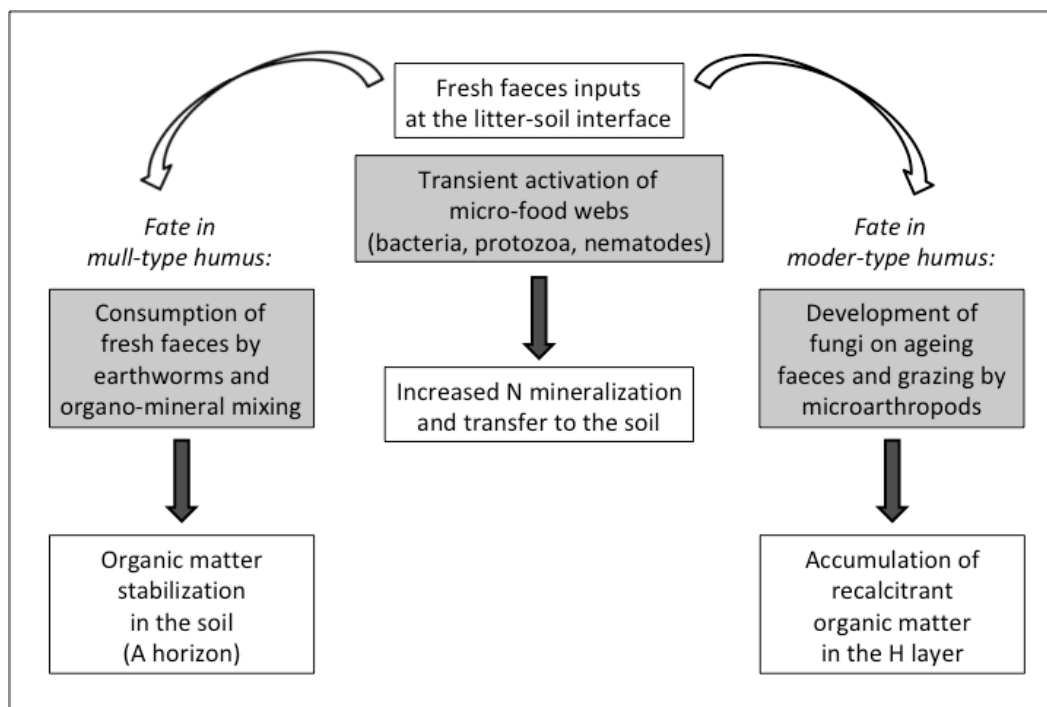 Fresh faeces inputs
at the litter-soil interface
Transient activation of
micro-food webs
(bacteria, protozoa, nematodes)
Increased N mineralization
and transfer to the soil
Fate in
mull-type humus:
Consumption of
fresh faeces by
earthworms and
organo-mineral mixing
Organic matter
stabilization
in the soil
(A horizon)
Fate in
moder-type humus:
Development of
fungi on ageing
faeces and grazing by
microarthropods
Accumulation of
recalcitrant
organic matter
in the H layer